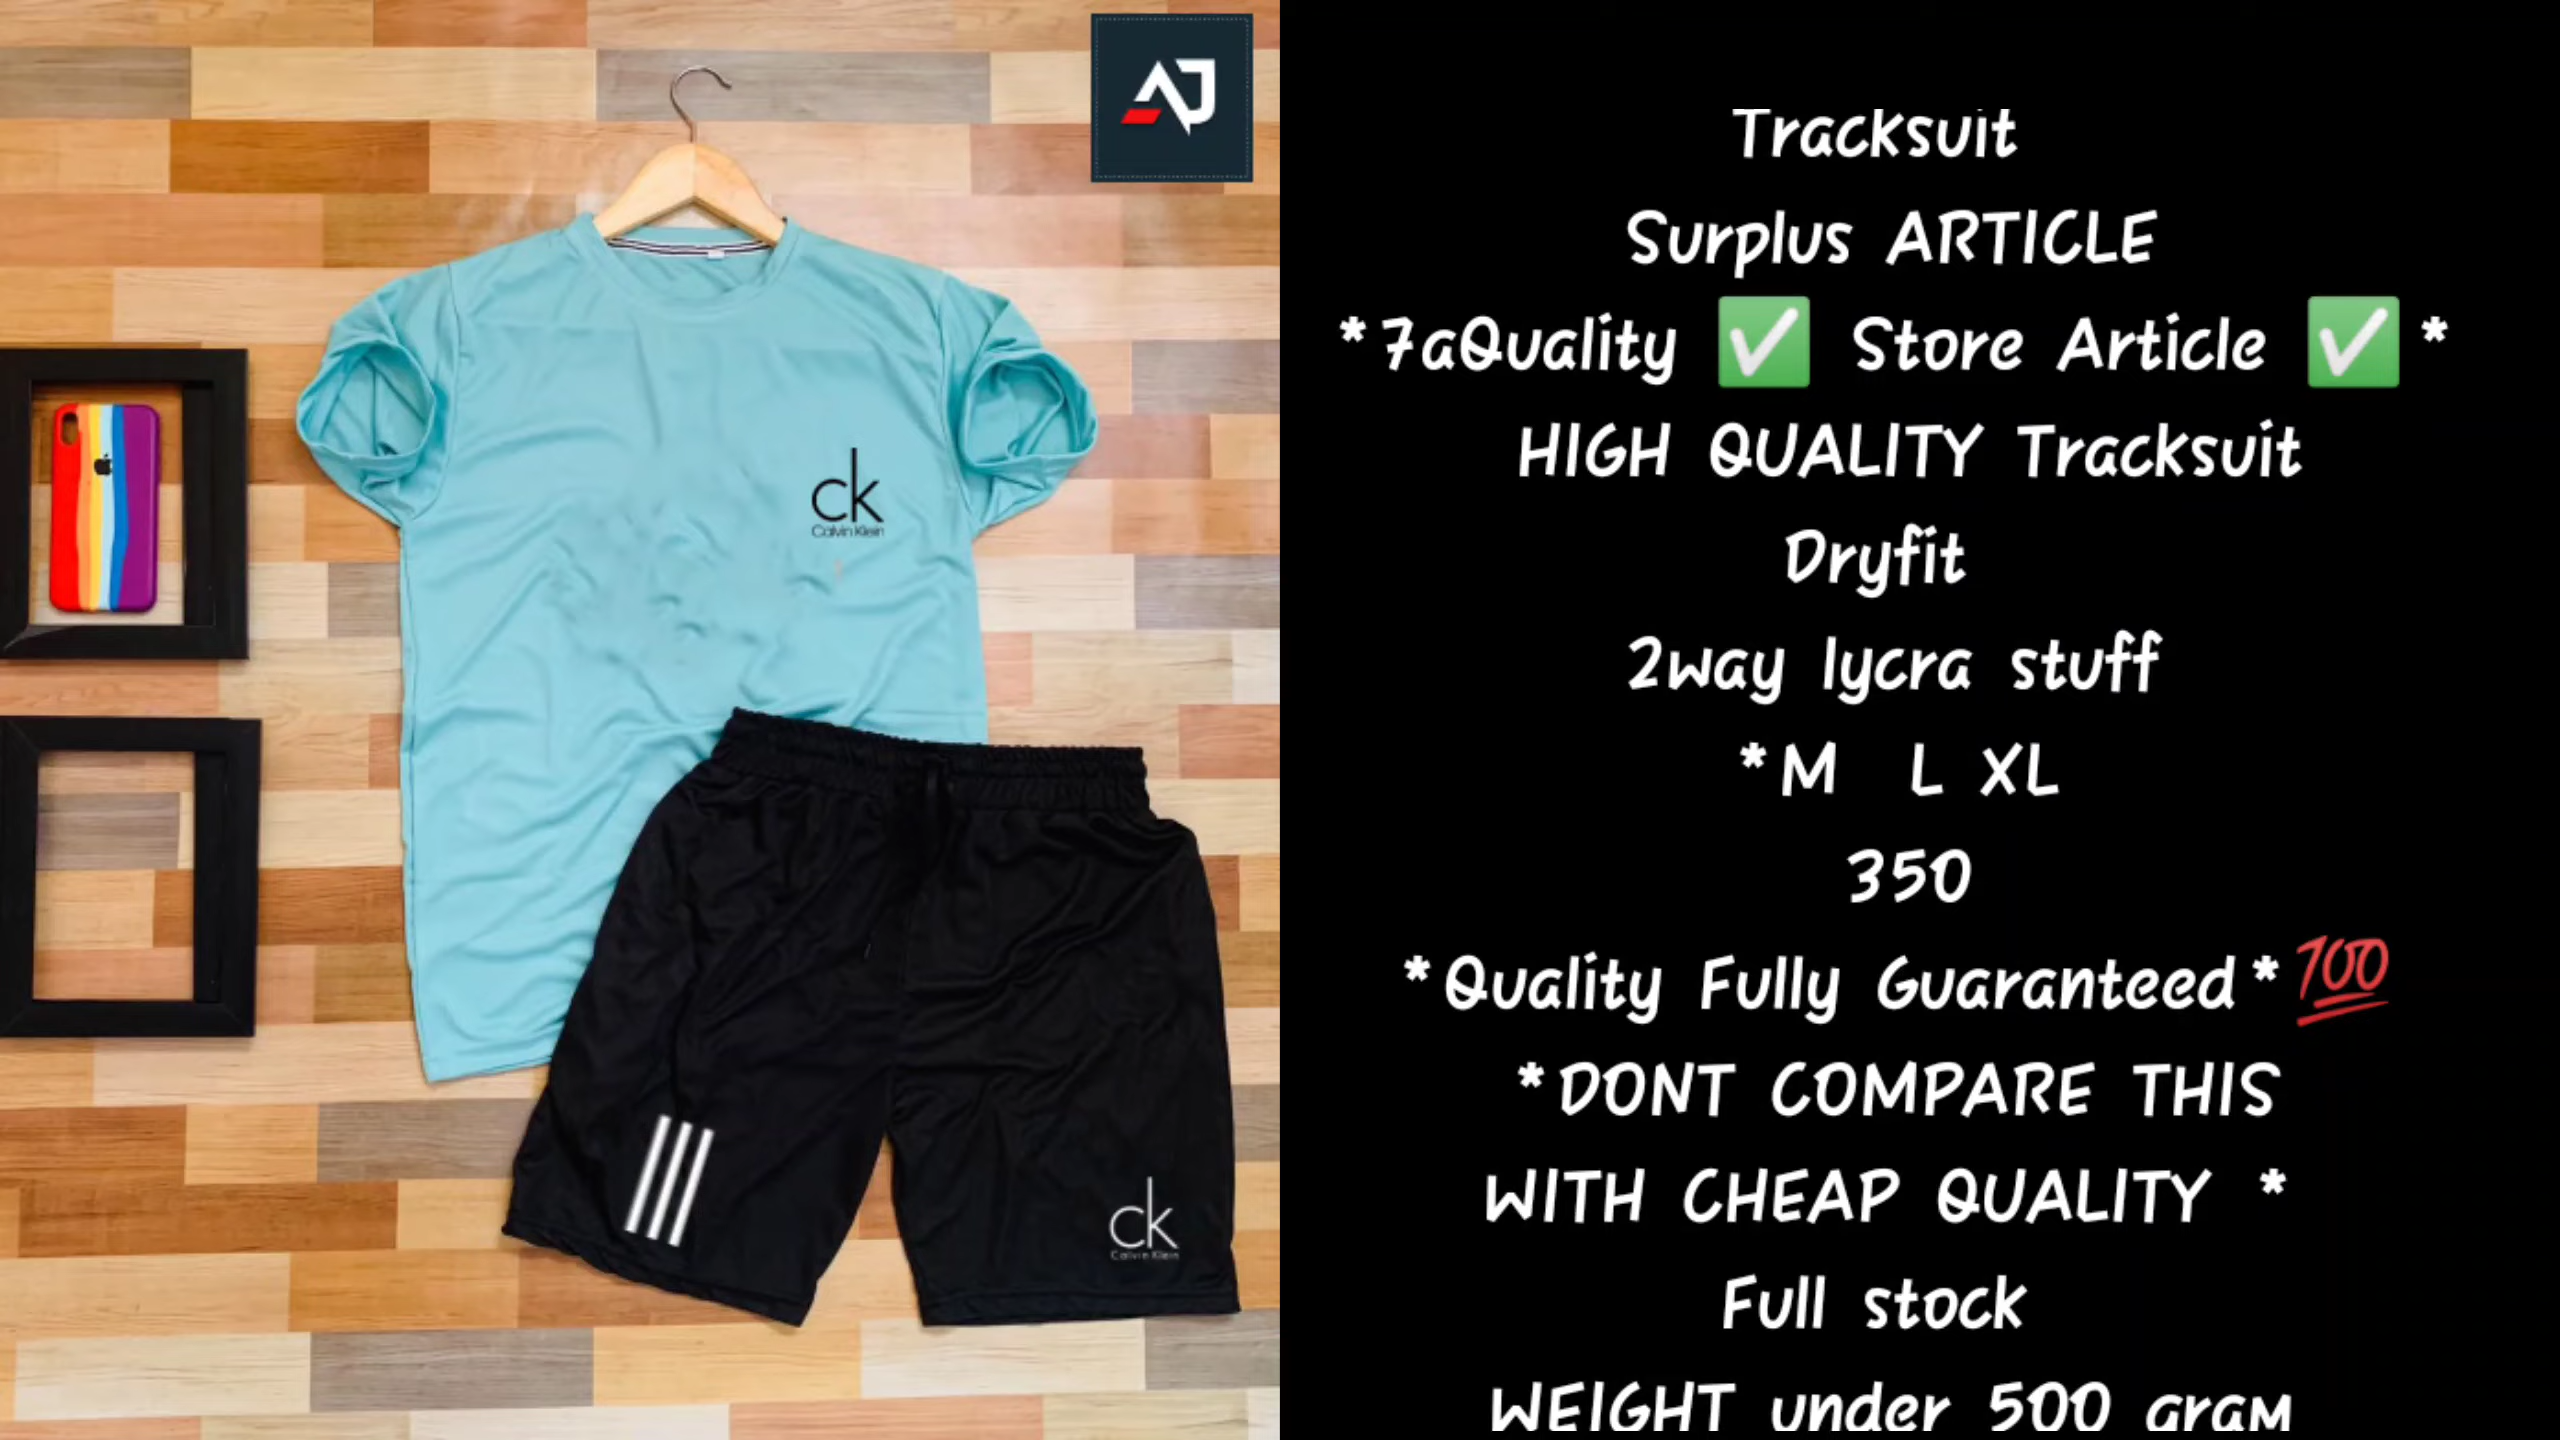 AJ
ck
Calvin Klein
ck
Calvin Klein
Tracksuit
Surplus ARTICLE
*7aQuality ✅ Store Article ✅ *
HIGH QUALITY Tracksuit
Dryfit
2way lycra stuff
*M L XL
350
*Quality Fully Guaranteed*💯
*DONT COMPARE THIS
WITH CHEAP QUALITY *
Full stock
WEIGHT under 500 gram